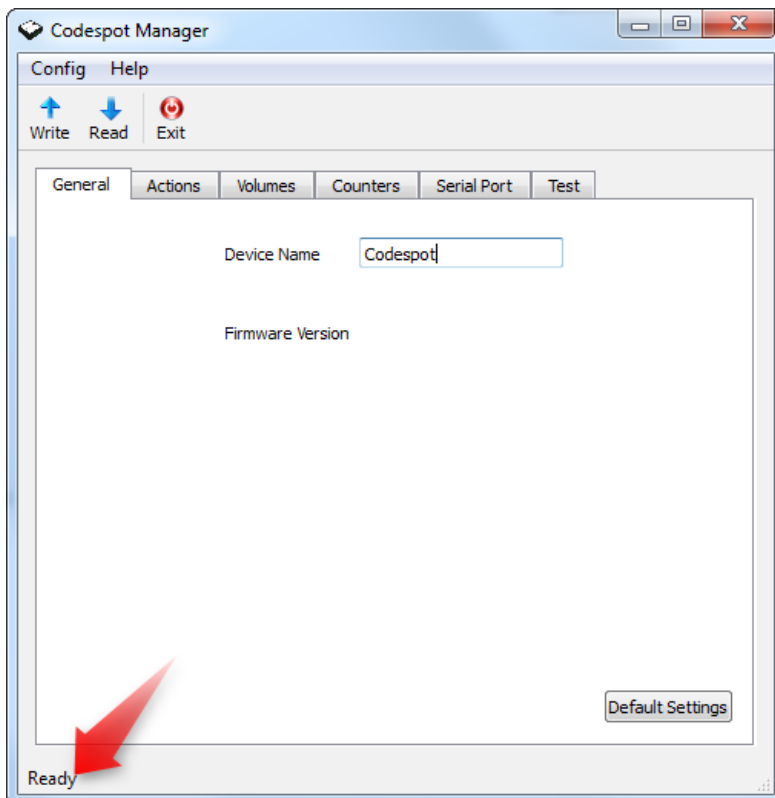 Codespot Manager
Config Help
Write Read Exit
General Actions Volumes Counters Serial Port Test
Device Name Codespot
Firmware Version
Default Settings
Ready